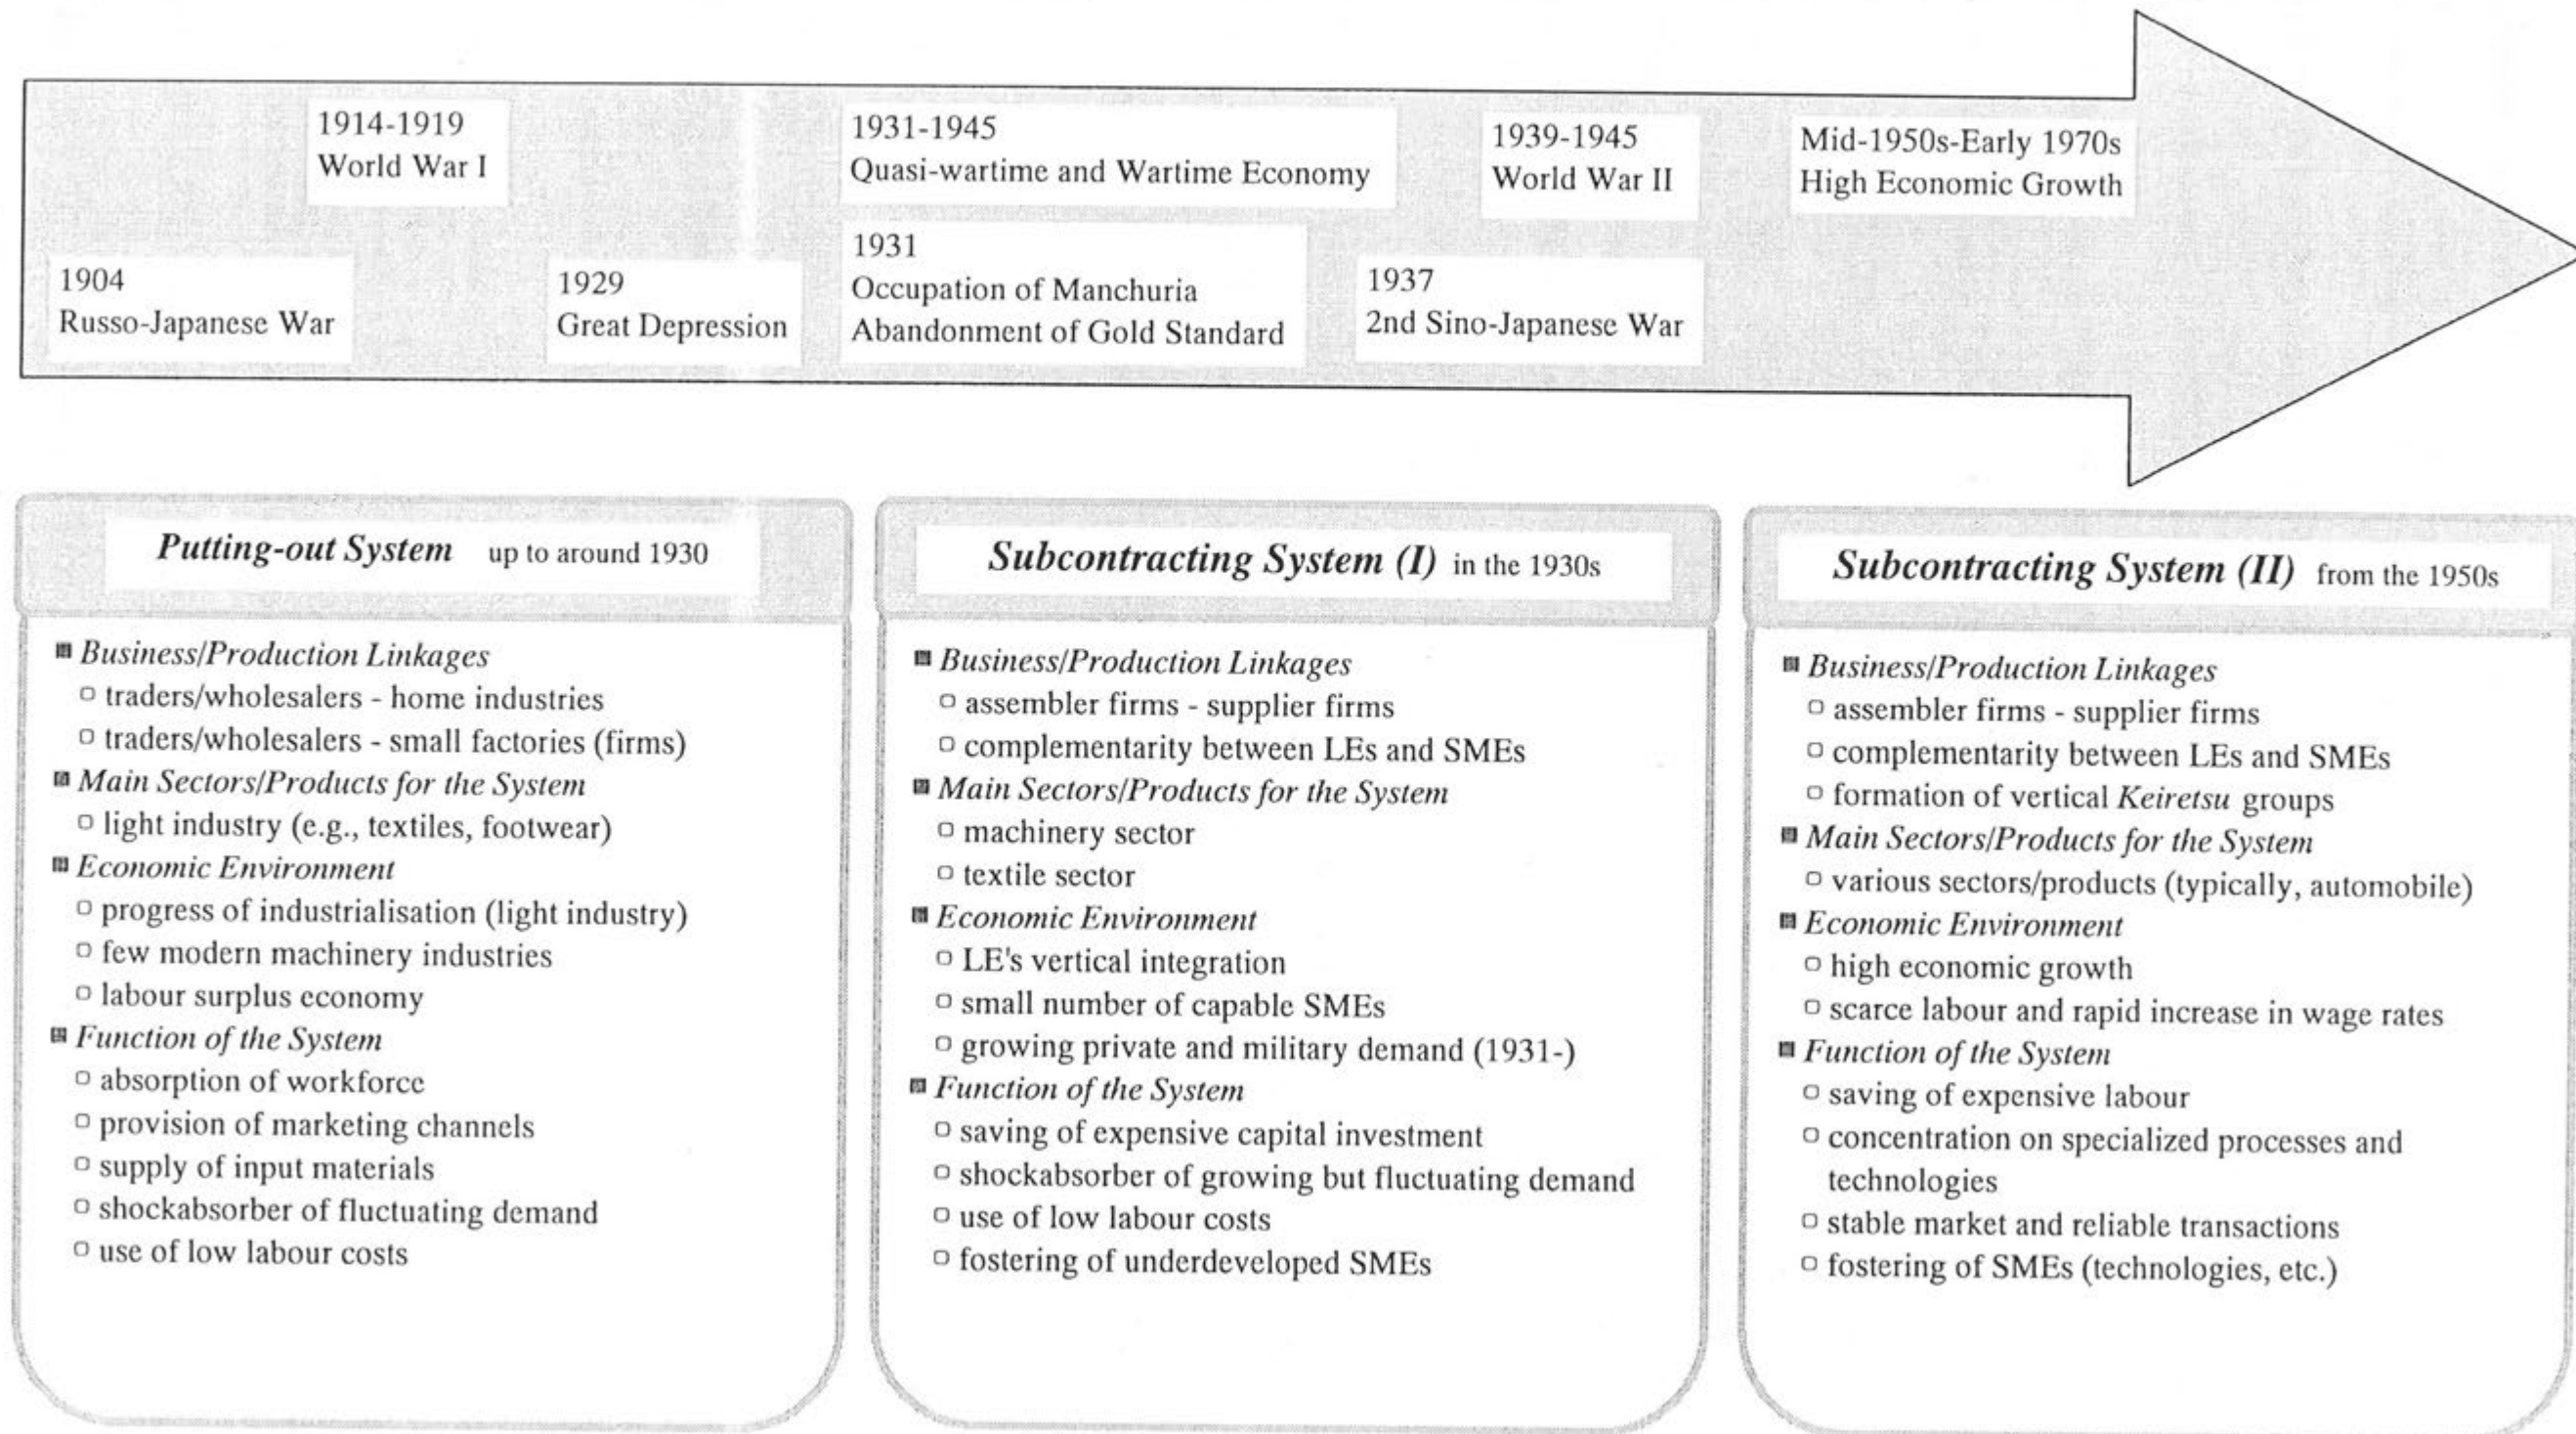 1914-1919
World War I
1931-1945
Quasi-wartime and Wartime Economy
1939-1945
World War II
Mid-1950s-Early 1970s
High Economic Growth
1904
Russo-Japanese War
1929
Great Depression
1931
Occupation of Manchuria
Abandonment of Gold Standard
1937
2nd Sino-Japanese War
Putting-out System up to around 1930
Business/Production Linkages
traders/wholesalers - home industries
traders/wholesalers - small factories (firms)
Main Sectors/Products for the System
light industry (e.g., textiles, footwear)
Economic Environment
progress of industrialisation (light industry)
few modern machinery industries
labour surplus economy
Function of the System
absorption of workforce
provision of marketing channels
supply of input materials
shockabsorber of fluctuating demand
use of low labour costs
Subcontracting System (I) in the 1930s
Business/Production Linkages
assembler firms - supplier firms
complementarity between LEs and SMEs
Main Sectors/Products for the System
machinery sector
textile sector
Economic Environment
LE's vertical integration
small number of capable SMEs
growing private and military demand (1931-)
Function of the System
saving of expensive capital investment
shockabsorber of growing but fluctuating demand
use of low labour costs
fostering of underdeveloped SMEs
Subcontracting System (II) from the 1950s
Business/Production Linkages
assembler firms - supplier firms
complementarity between LEs and SMEs
formation of vertical Keiretsu groups
Main Sectors/Products for the System
various sectors/products (typically, automobile)
Economic Environment
high economic growth
scarce labour and rapid increase in wage rates
Function of the System
saving of expensive labour
concentration on specialized processes and
technologies
stable market and reliable transactions
fostering of SMEs (technologies, etc.)